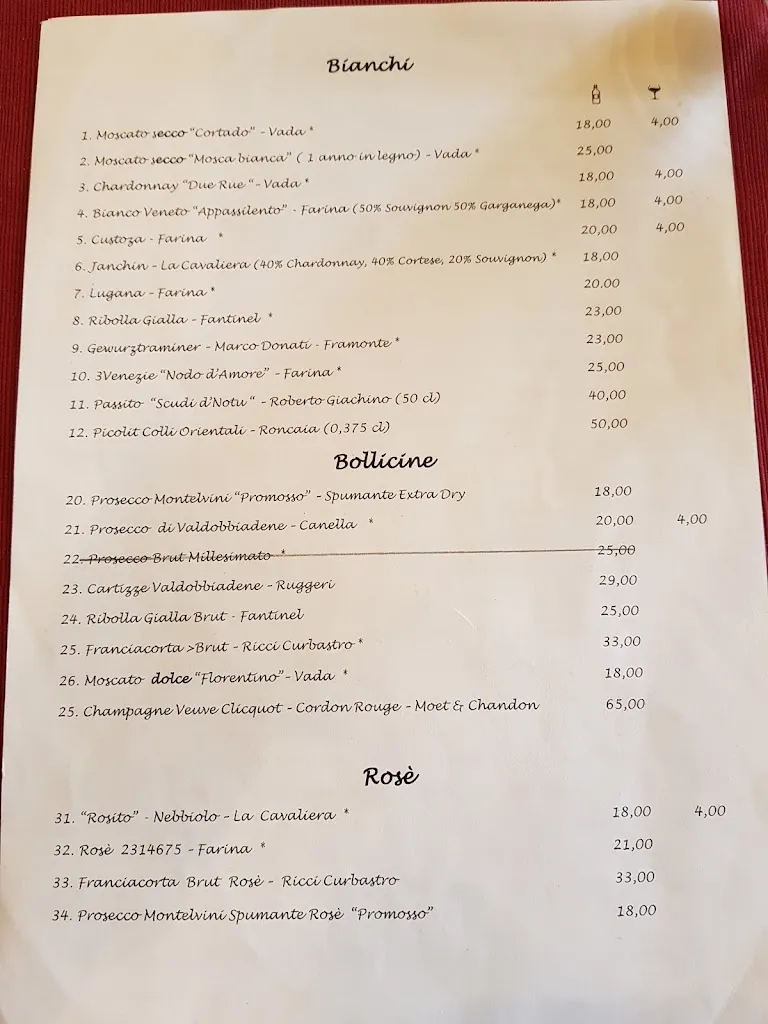 Bianchi
1. Moscato secco "Cortado" - Vada * 18,00 4,00
2. Moscato secco "Mosca bianca" ( 1 anno in legno) - Vada * 25,00
3. Chardonnay "Due Rue "- Vada * 18,00 4,00
4. Bianco Veneto "Appassilento" - Farina (50% Souvignon 50% Garganega)* 18,00 4,00
5. Custoza - Farina * 20,00 4,00
6. Janchin - La Cavaliera (40% Chardonnay, 40% Cortese, 20% Souvignon) * 18,00
7. Lugana - Farina * 20.00
8. Ribolla Gialla - Fantinel * 23,00
9. Gewurztraminer - Marco Donati - Framonte * 23,00
10. 3Venezie "Nodo d'Amore" - Farina * 25,00
11. Passito "Scudi d'Notu " - Roberto Giachino (50 cl) 40,00
12. Picolit Colli Orientali - Roncaia (0,375 cl) 50,00
Bollicine
20. Prosecco Montelvini "Promosso" - Spumante Extra Dry 18,00
21. Prosecco di Valdobbiadene - Canella * 20,00 4,00
22. Prosecco Brut Millesimato * 25,00
23. Cartizze Valdobbiadene - Ruggeri 29,00
24. Ribolla Gialla Brut - Fantinel 25,00
25. Franciacorta >Brut - Ricci Curbastro * 33,00
26. Moscato dolce "Florentino"- Vada * 18,00
25. Champagne Veuve Clicquot - Cordon Rouge - Moet & Chandon 65,00
Rosè
31. "Rosito" - Nebbiolo - La Cavaliera * 18,00 4,00
32. Rosè 2314675 - Farina * 21,00
33. Franciacorta Brut Rosè - Ricci Curbastro 33,00
34. Prosecco Montelvini Spumante Rosè "Promosso" 18,00